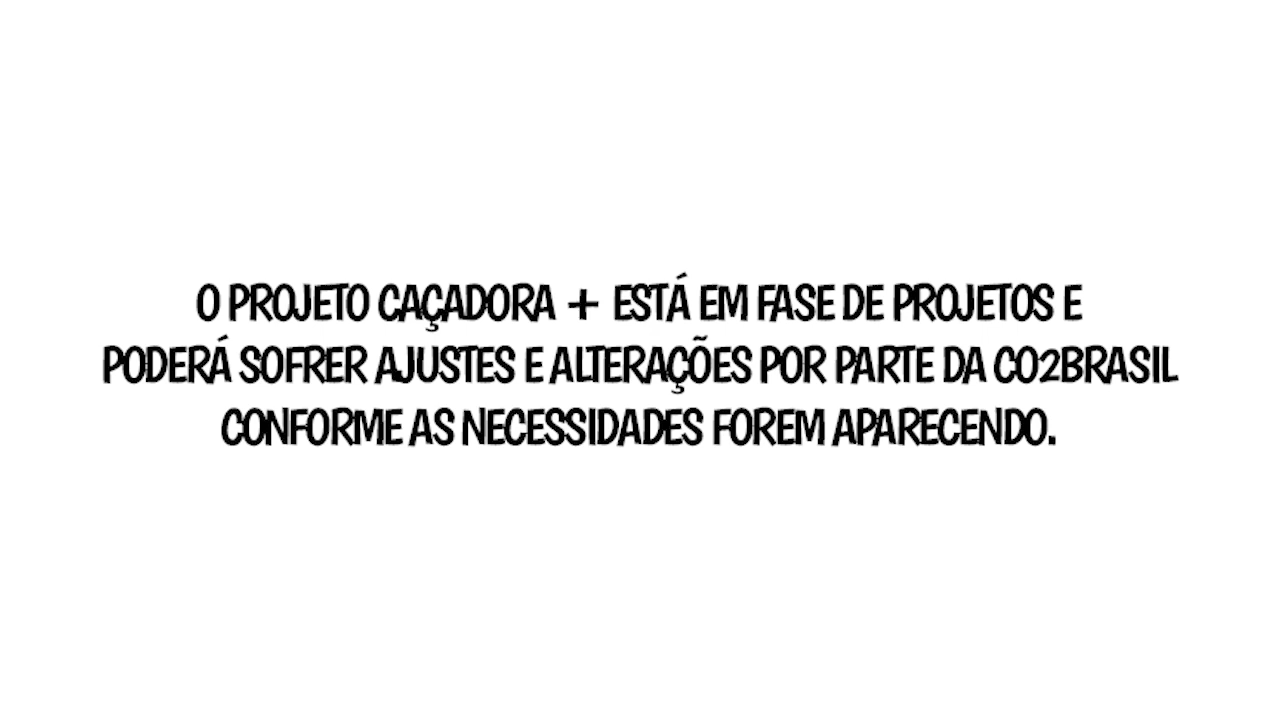 O PROJETO CAÇADORA + ESTÁ EM FASE DE PROJETOS E
PODERÁ SOFRER AJUSTES E ALTERAÇÕES POR PARTE DA CO2BRASIL
CONFORME AS NECESSIDADES FOREM APARECENDO.